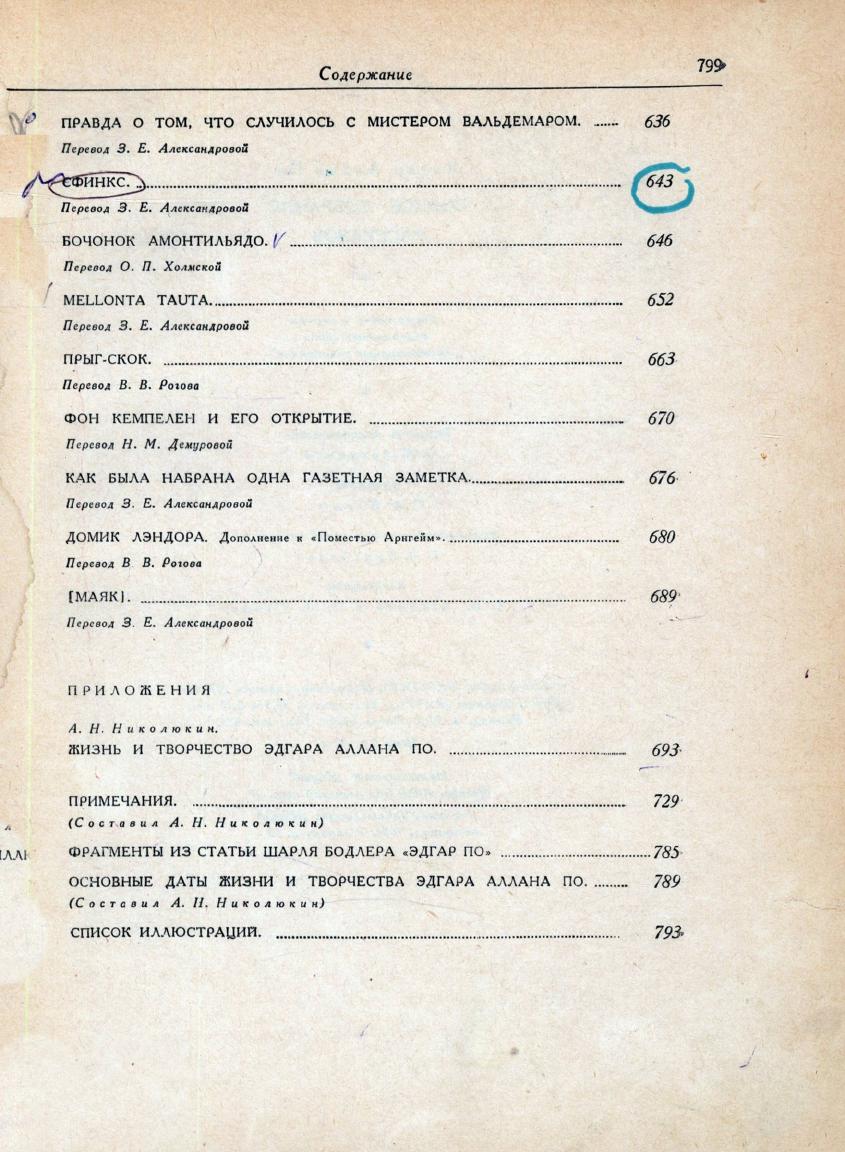 Содержание 799
ПРАВДА О ТОМ, ЧТО СЛУЧИЛОСЬ С МИСТЕРОМ ВАЛЬДЕМАРОМ. ...... 636
Перевод З. Е. Александровой
СФИНКС. ...... 643
Перевод З. Е. Александровой
БОЧОНОК АМОНТИЛЬЯДО. ...... 646
Перевод О. П. Холмской
MELLONTA TAUTA. ...... 652
Перевод З. Е. Александровой
ПРЫГ-СКОК. ...... 663
Перевод В. В. Рогова
ФОН КЕМПЕЛЕН И ЕГО ОТКРЫТИЕ. ...... 670
Перевод Н. М. Демуровой
КАК БЫЛА НАБРАНА ОДНА ГАЗЕТНАЯ ЗАМЕТКА. ...... 676
Перевод З. Е. Александровой
ДОМИК ЛЭНДОРА. Дополнение к «Поместью Арнгейм». ...... 680
Перевод В В. Рогова
[МАЯК]. ...... 689
Перевод З. Е. Александровой
ПРИЛОЖЕНИЯ
А. Н. Николюкин.
ЖИЗНЬ И ТВОРЧЕСТВО ЭДГАРА АЛЛАНА ПО. ...... 693
ПРИМЕЧАНИЯ. ...... 729
(Составил А. Н. Николюкин)
ФРАГМЕНТЫ ИЗ СТАТЬИ ШАРЛЯ БОДЛЕРА «ЭДГАР ПО» ...... 785
ОСНОВНЫЕ ДАТЫ ЖИЗНИ И ТВОРЧЕСТВА ЭДГАРА АЛЛАНА ПО. ...... 789
(Составил А. Н. Николюкин)
СПИСОК ИЛЛЮСТРАЦИЙ. ...... 793